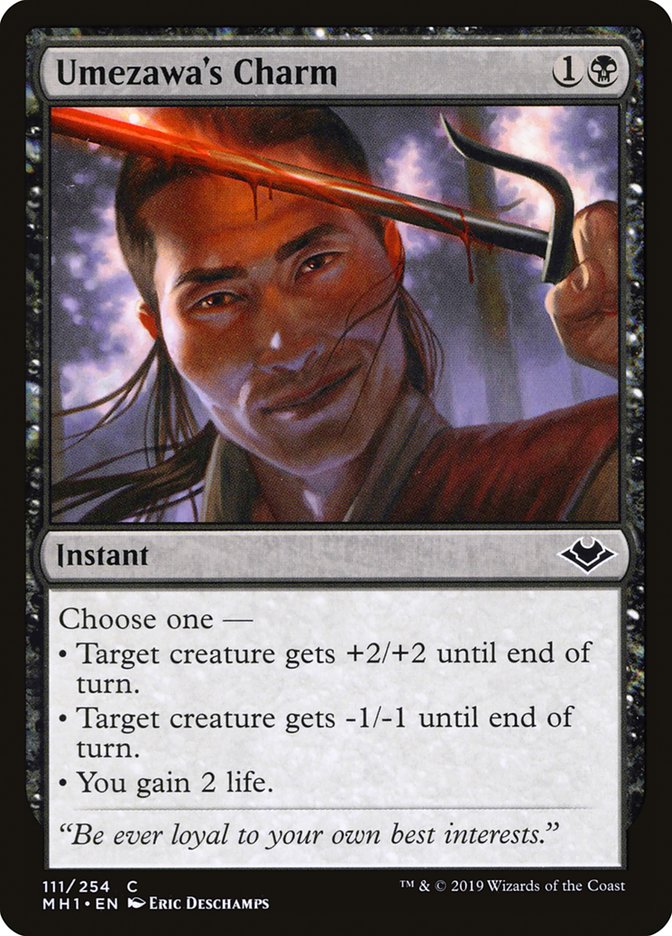 Umezawa's Charm 1
Instant
Choose one —
• Target creature gets +2/+2 until end of
turn.
• Target creature gets -1/-1 until end of
turn.
• You gain 2 life.
“Be ever loyal to your own best interests.”
111/254 C
MH1 • EN Eric Deschamps
™ & © 2019 Wizards of the Coast